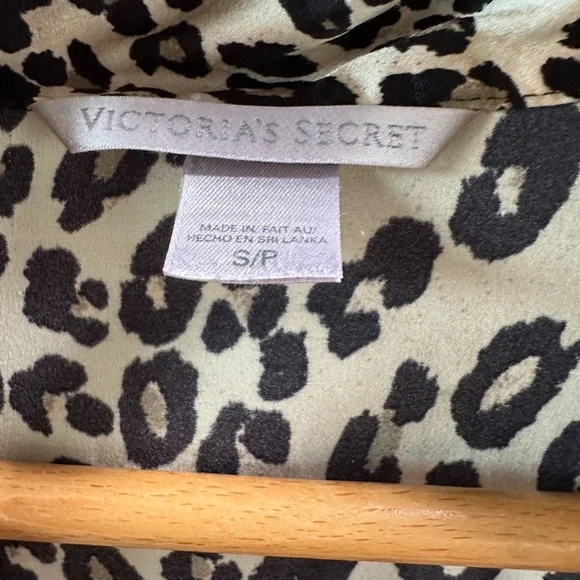 VICTORIA'S SECRET
MADE IN/ FAIT AU/
HECHO EN SRI LANKA
S/P